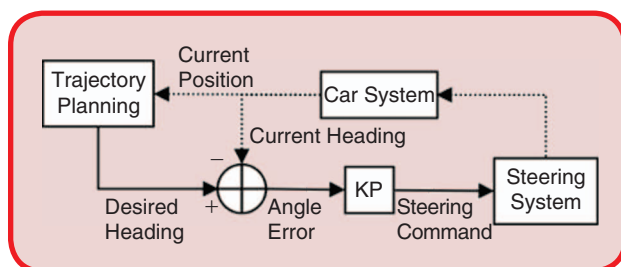 Current
Position
Trajectory
Planning
Car System
Current Heading
−
+
Desired
Heading
Angle
Error
KP
Steering
Command
Steering
System